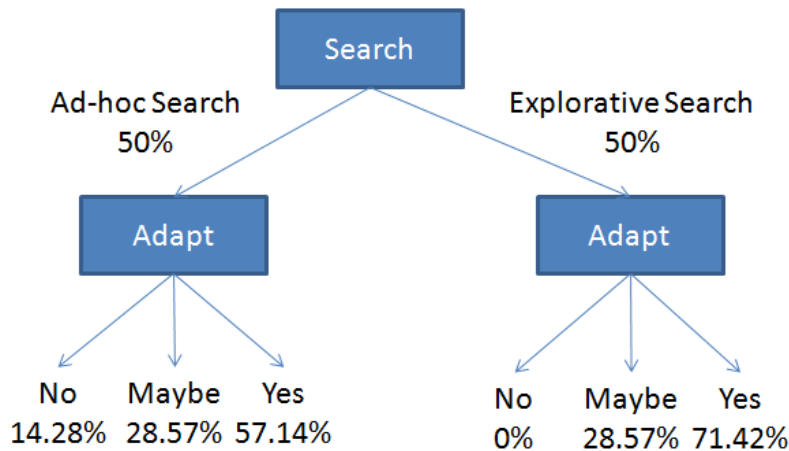 Search
Ad-hoc Search
50%
Explorative Search
50%
Adapt
Adapt
No
14.28%
Maybe
28.57%
Yes
57.14%
No
0%
Maybe
28.57%
Yes
71.42%